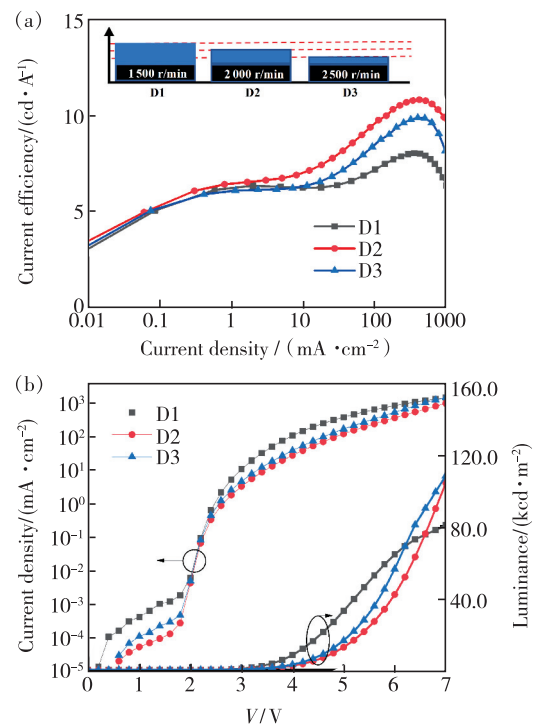 (a)
15
10
5
0
Current efficiency/(cd·A⁻¹)
1 500 r/min
2 000 r/min
2 500 r/min
D1
D2
D3
D1
D2
D3
0.01
0.1
1
10
100
1000
Current density /（mA·cm⁻²）
(b)
10³
10²
10¹
10⁰
10⁻¹
10⁻²
10⁻³
10⁻⁴
10⁻⁵
Current density/(mA·cm⁻²)
D1
D2
D3
160.0
120.0
80.0
40.0
Luminance/(kcd·m⁻²)
0
1
2
3
4
5
6
7
V/V